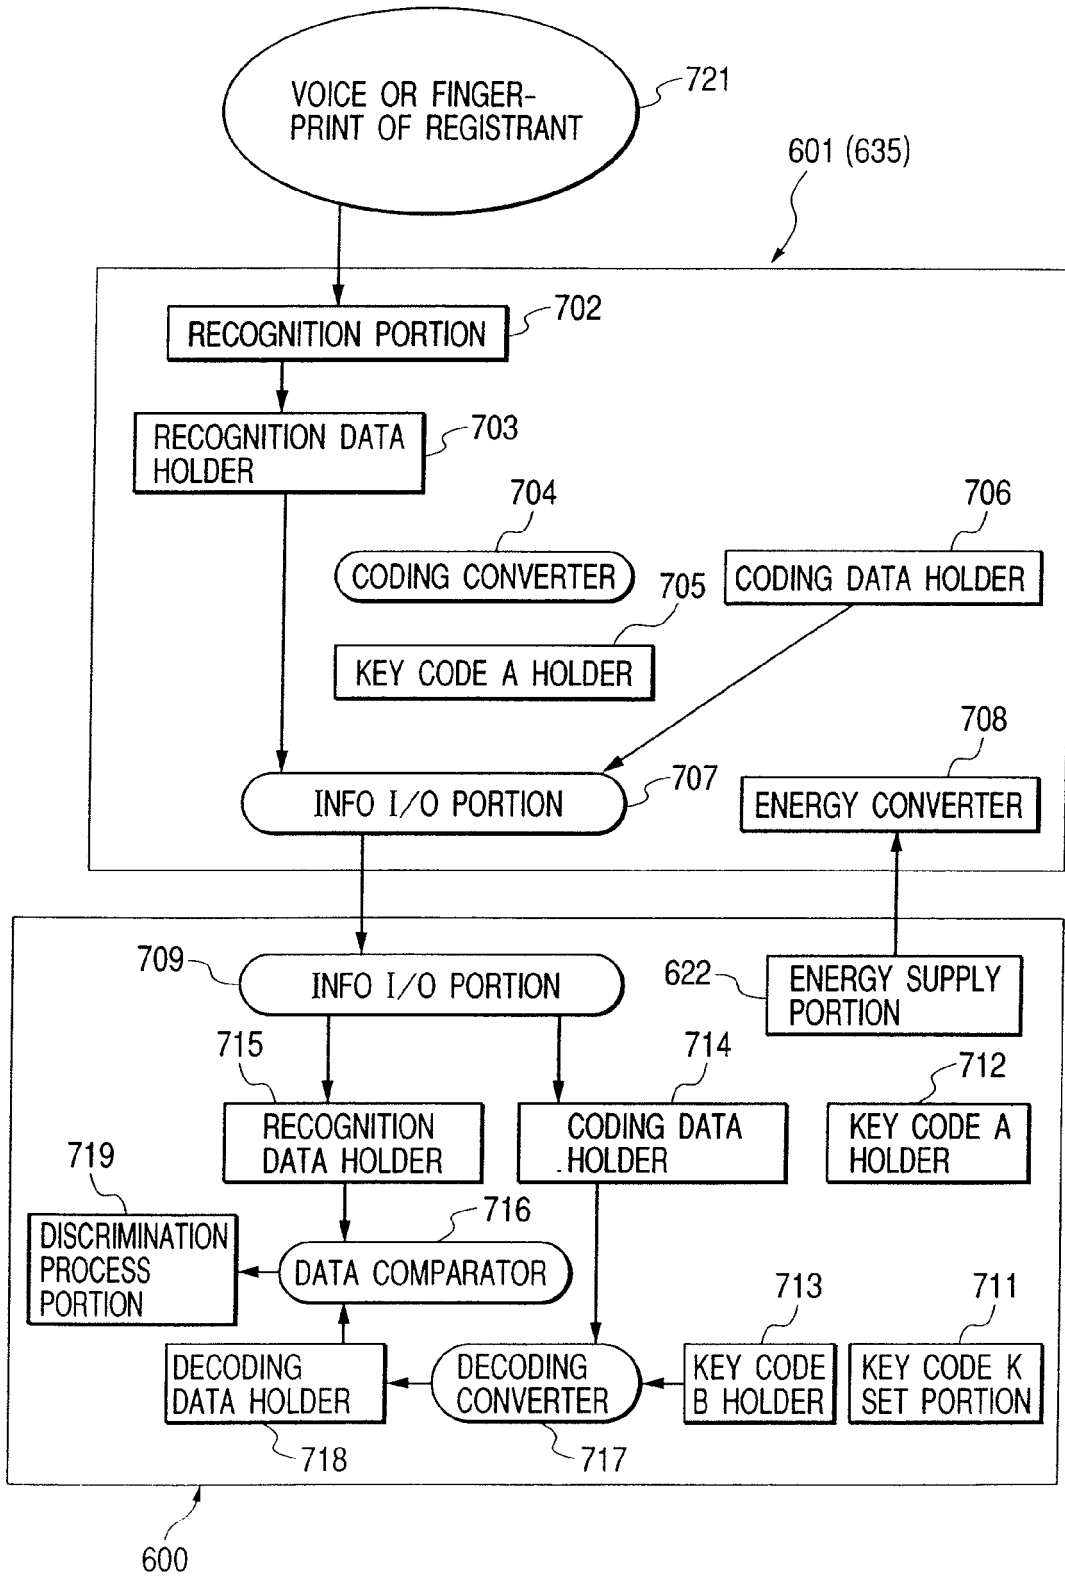 VOICE OR FINGER-
PRINT OF REGISTRANT
721
601 (635)
702
RECOGNITION PORTION
703
RECOGNITION DATA
HOLDER
704
706
CODING CONVERTER
CODING DATA HOLDER
705
KEY CODE A HOLDER
708
707
INFO I/O PORTION
ENERGY CONVERTER
709
INFO I/O PORTION
622
ENERGY SUPPLY
PORTION
715
714
712
RECOGNITION
DATA HOLDER
CODING DATA
HOLDER
KEY CODE A
HOLDER
719
716
DISCRIMINATION
PROCESS
PORTION
DATA COMPARATOR
713
711
DECODING
DATA HOLDER
DECODING
CONVERTER
KEY CODE
B HOLDER
KEY CODE K
SET PORTION
718
717
600